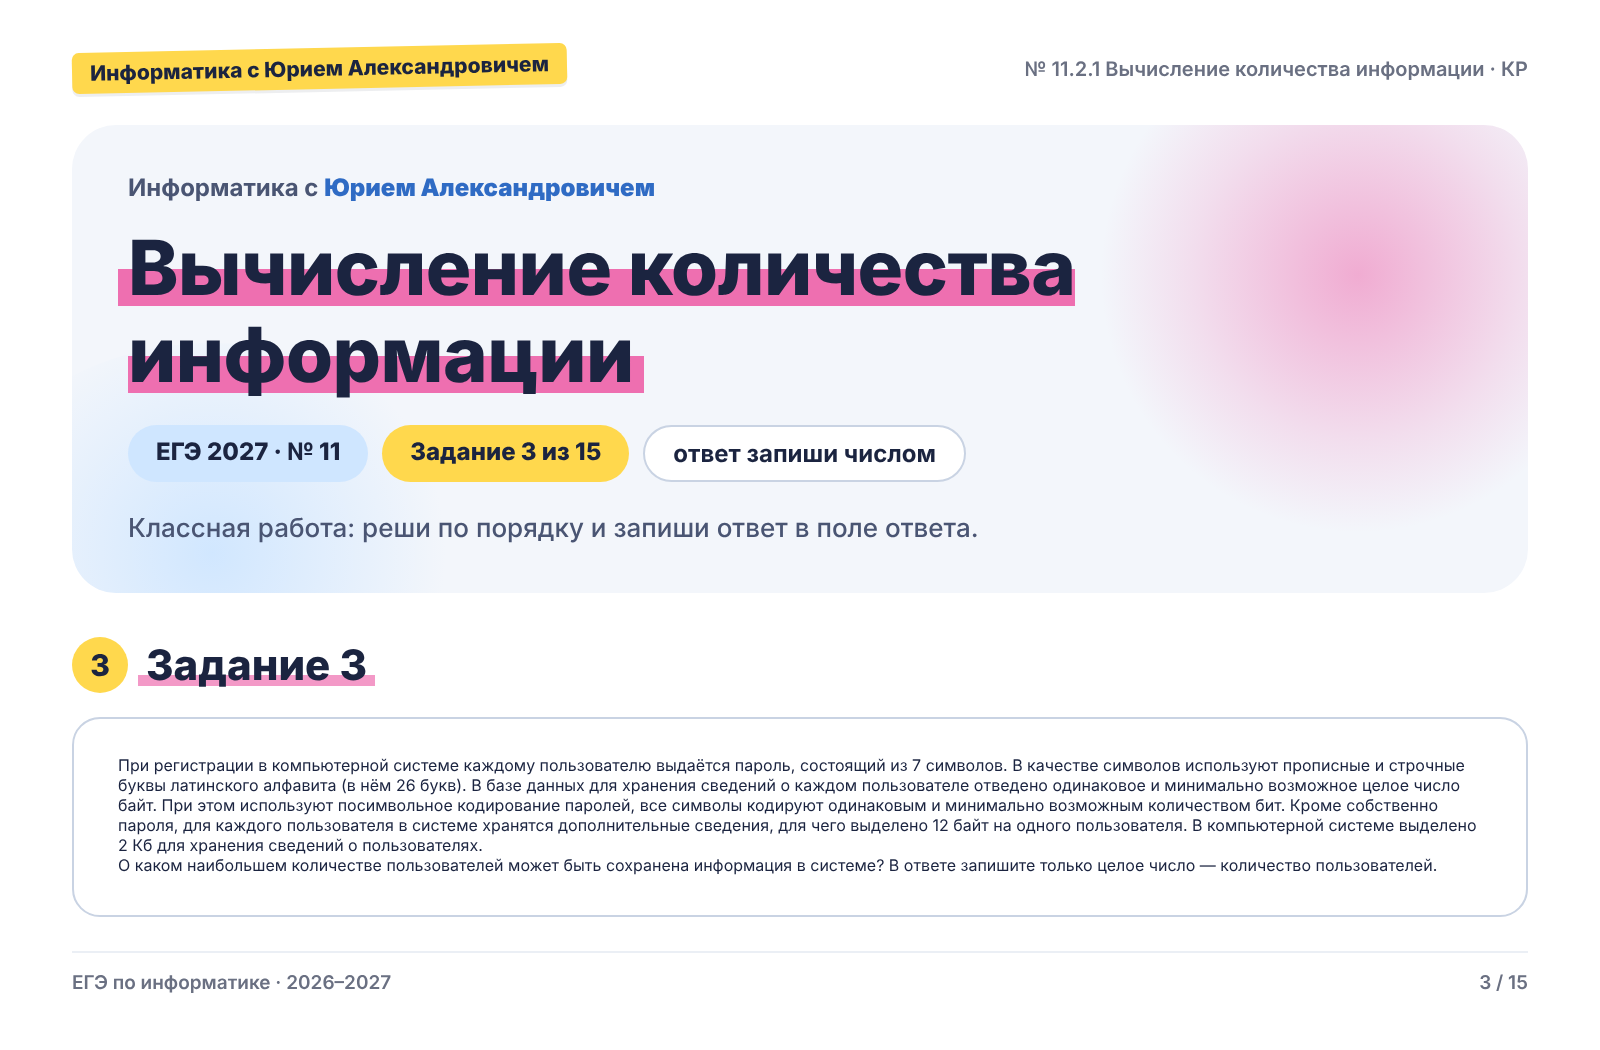 Информатика с Юрием Александровичем
№ 11.2.1 Вычисление количества информации · КР
Информатика с Юрием Александровичем
Вычисление количества
информации
ЕГЭ 2027 · № 11
Задание 3 из 15
ответ запиши числом
Классная работа: реши по порядку и запиши ответ в поле ответа.
3 Задание 3
При регистрации в компьютерной системе каждому пользователю выдаётся пароль, состоящий из 7 символов. В качестве символов используют прописные и строчные
буквы латинского алфавита (в нём 26 букв). В базе данных для хранения сведений о каждом пользователе отведено одинаковое и минимально возможное целое число
байт. При этом используют посимвольное кодирование паролей, все символы кодируют одинаковым и минимально возможным количеством бит. Кроме собственно
пароля, для каждого пользователя в системе хранятся дополнительные сведения, для чего выделено 12 байт на одного пользователя. В компьютерной системе выделено
2 Кб для хранения сведений о пользователях.
О каком наибольшем количестве пользователей может быть сохранена информация в системе? В ответе запишите только целое число — количество пользователей.
ЕГЭ по информатике · 2026–2027
3 / 15